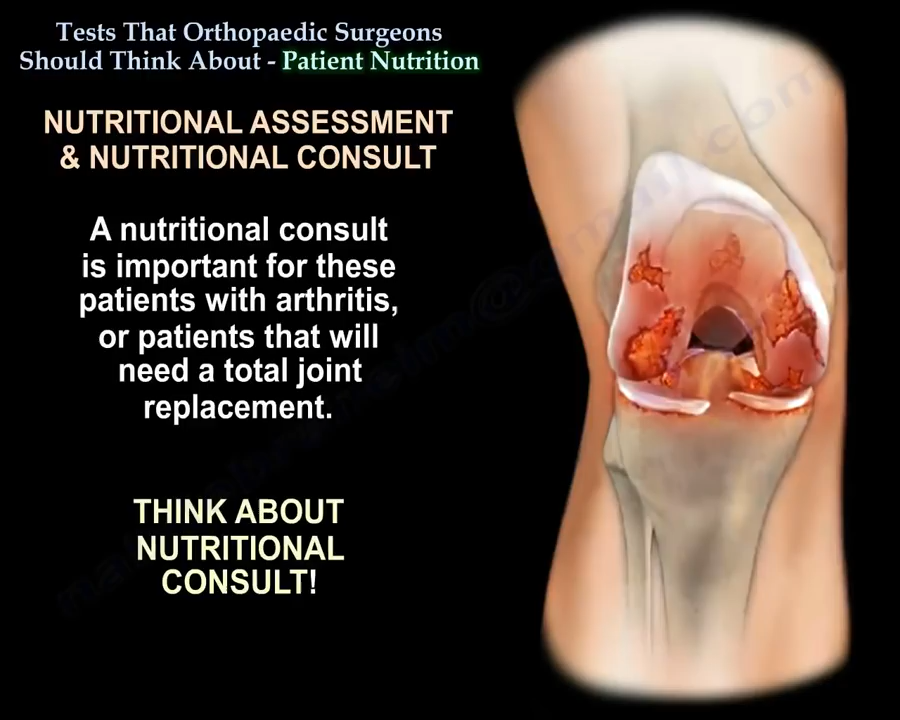 Tests That Orthopaedic Surgeons
Should Think About - Patient Nutrition
NUTRITIONAL ASSESSMENT
& NUTRITIONAL CONSULT
A nutritional consult
is important for these
patients with arthritis,
or patients that will
need a total joint
replacement.
THINK ABOUT
NUTRITIONAL
CONSULT!